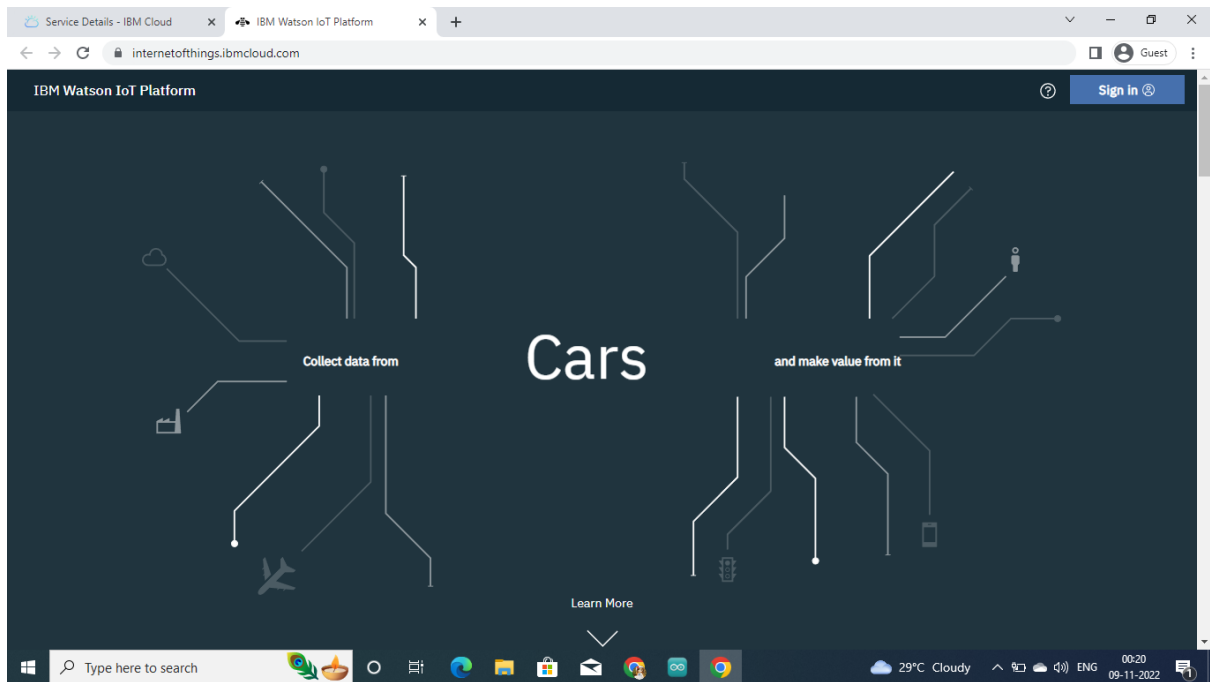 Service Details - IBM Cloud
IBM Watson IoT Platform
internetofthings.ibmcloud.com
Guest
IBM Watson IoT Platform
Sign in
Collect data from
Cars
and make value from it
Learn More
Type here to search
29°C Cloudy
ENG
00:20
09-11-2022
1